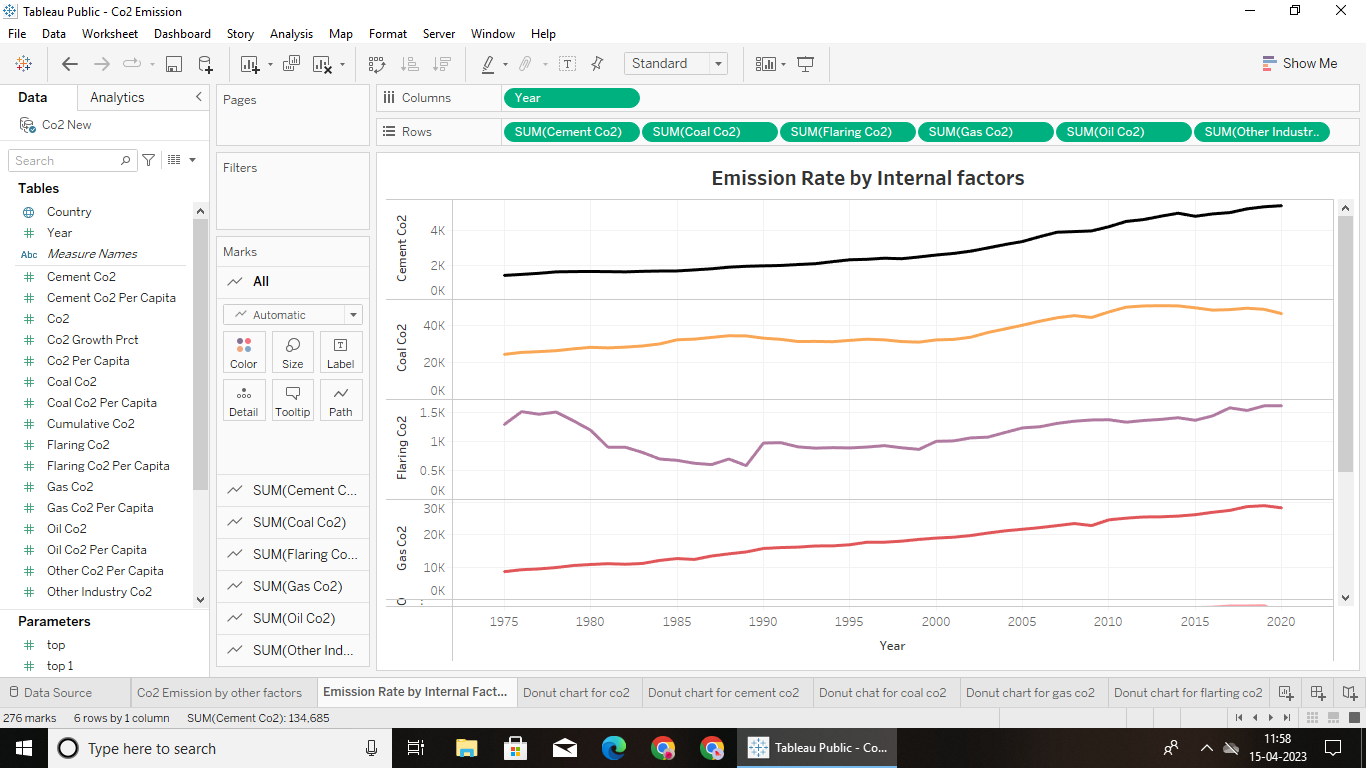 Tableau Public - Co2 Emission
File Data Worksheet Dashboard Story Analysis Map Format Server Window Help
Standard
Show Me
Data Analytics
Co2 New
Search
Tables
Country
Year
Abc Measure Names
Cement Co2
Cement Co2 Per Capita
Co2
Co2 Growth Prct
Co2 Per Capita
Coal Co2
Coal Co2 Per Capita
Cumulative Co2
Flaring Co2
Flaring Co2 Per Capita
Gas Co2
Gas Co2 Per Capita
Oil Co2
Oil Co2 Per Capita
Other Co2 Per Capita
Other Industry Co2
Parameters
top
top 1
Pages
Filters
Marks
All
Automatic
Color Size Label
Detail Tooltip Path
SUM(Cement C...
SUM(Coal Co2)
SUM(Flaring Co...
SUM(Gas Co2)
SUM(Oil Co2)
SUM(Other Ind...
Columns Year
Rows SUM(Cement Co2) SUM(Coal Co2) SUM(Flaring Co2) SUM(Gas Co2) SUM(Oil Co2) SUM(Other Industr..
Emission Rate by Internal factors
Cement Co2
4K
2K
0K
Coal Co2
40K
20K
0K
Flaring Co2
1.5K
1K
0.5K
0K
Gas Co2
30K
20K
10K
0K
1975 1980 1985 1990 1995 2000 2005 2010 2015 2020
Year
Data Source Co2 Emission by other factors Emission Rate by Internal Fact... Donut chart for co2 Donut chart for cement co2 Donut chat for coal co2 Donut chart for gas co2 Donut chart for flarting co2
276 marks 6 rows by 1 column SUM(Cement Co2): 134,685
Type here to search
Tableau Public - Co...
11:58
15-04-2023